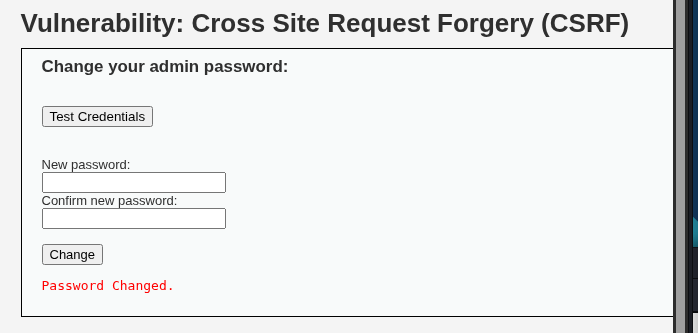 Vulnerability: Cross Site Request Forgery (CSRF)
Change your admin password:
Test Credentials
New password:
Confirm new password:
Change
Password Changed.